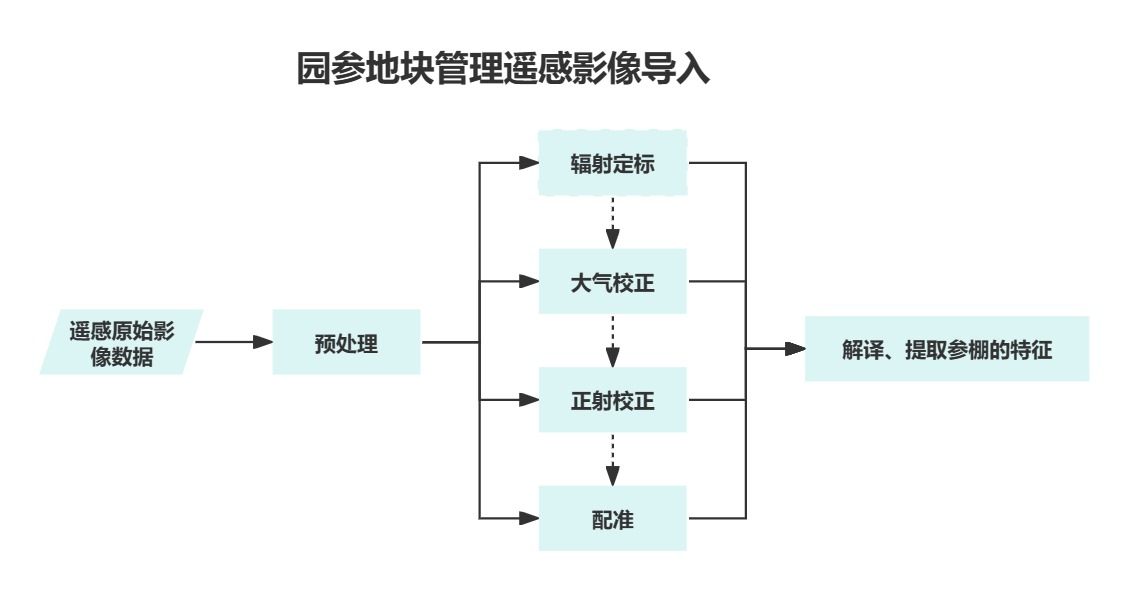 园参地块管理遥感影像导入
辐射定标
大气校正
遥感原始影
像数据
预处理
解译、提取参棚的特征
正射校正
配准